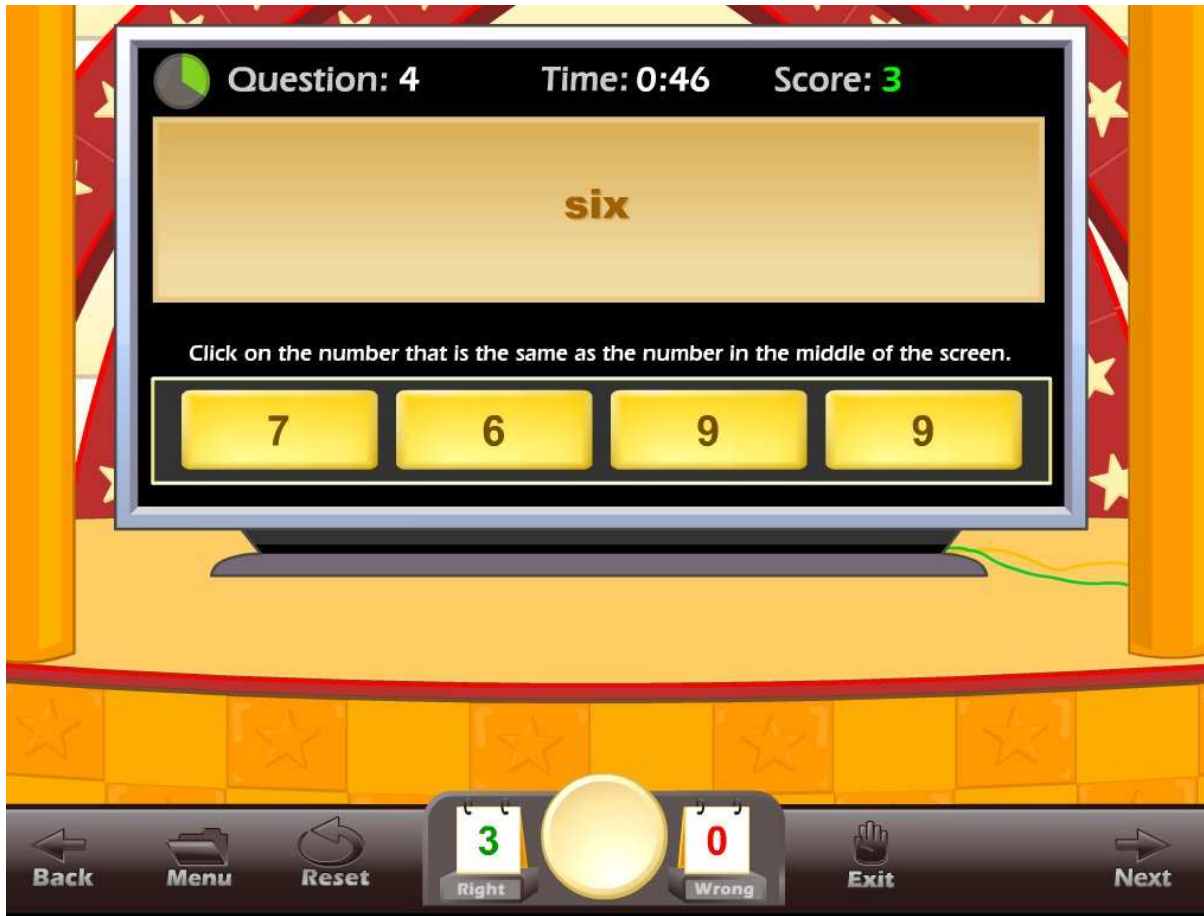 Question: 4 Time: 0:46 Score: 3
six
Click on the number that is the same as the number in the middle of the screen.
7 6 9 9
3 0
Back Menu Reset Right Wrong Exit Next